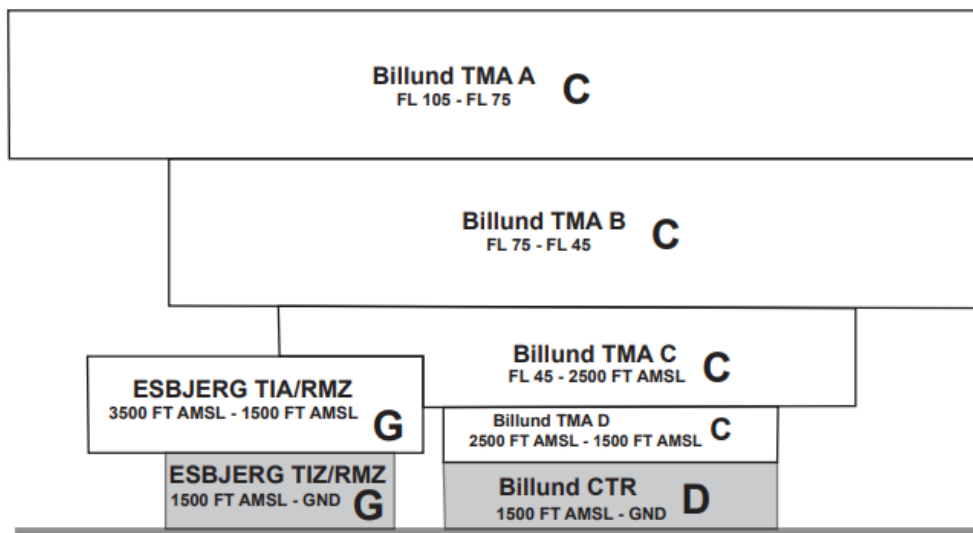 Billund TMA A
FL 105 - FL 75
C
Billund TMA B
FL 75 - FL 45
C
Billund TMA C
FL 45 - 2500 FT AMSL
C
ESBJERG TIA/RMZ
3500 FT AMSL - 1500 FT AMSL
G
Billund TMA D
2500 FT AMSL - 1500 FT AMSL
C
ESBJERG TIZ/RMZ
1500 FT AMSL - GND
G
Billund CTR
1500 FT AMSL - GND
D